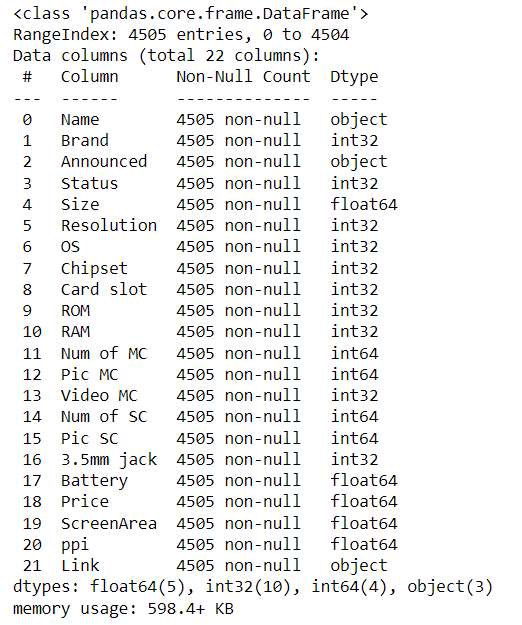 <class 'pandas.core.frame.DataFrame'>
RangeIndex: 4505 entries, 0 to 4504
Data columns (total 22 columns):
 #   Column      Non-Null Count  Dtype
---  ------      --------------  -----
 0   Name        4505 non-null   object
 1   Brand       4505 non-null   int32
 2   Announced   4505 non-null   object
 3   Status      4505 non-null   int32
 4   Size        4505 non-null   float64
 5   Resolution  4505 non-null   int32
 6   OS          4505 non-null   int32
 7   Chipset     4505 non-null   int32
 8   Card slot   4505 non-null   int32
 9   ROM         4505 non-null   int32
 10  RAM         4505 non-null   int32
 11  Num of MC   4505 non-null   int64
 12  Pic MC      4505 non-null   int64
 13  Video MC    4505 non-null   int32
 14  Num of SC   4505 non-null   int64
 15  Pic SC      4505 non-null   int64
 16  3.5mm jack  4505 non-null   int32
 17  Battery     4505 non-null   float64
 18  Price       4505 non-null   float64
 19  ScreenArea  4505 non-null   float64
 20  ppi         4505 non-null   float64
 21  Link        4505 non-null   object
dtypes: float64(5), int32(10), int64(4), object(3)
memory usage: 598.4+ KB